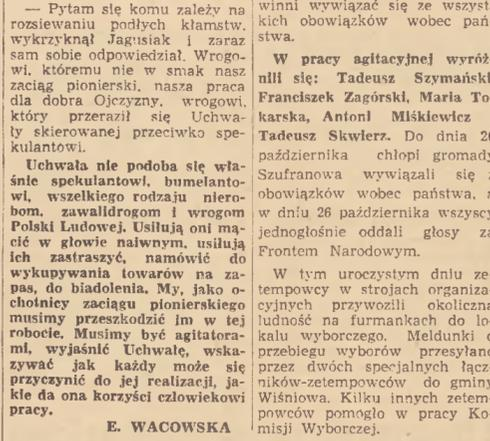 — Pytam się komu zależy na
rozsiewaniu podłych kłamstw,
wykrzyknął Jagusiak i zaraz
sam sobie odpowiedział. Wrogo-
wi, któremu nie w smak nasz
zaciąg pionierski, nasza praca
dla dobra Ojczyzny, wrogowi,
który przeraził się Uchwa-
ły skierowanej przeciwko spe-
kulantowi.
Uchwała nie podoba się wła-
śnie spekulantowi, bumelanto-
wi, wszelkiego rodzaju niero-
bom, zawalidrogom i wrogom
Polski Ludowej. Usiłują oni mą-
cić w głowie naiwnym, usiłują
ich zastraszyć, namówić do
wykupywania towarów na za-
pas, do biadolenia. My, jako o-
chotnicy zaciągu pionierskiego
musimy przeszkodzić im w tej
robocie. Musimy być agitatora-
mi, wyjaśnić Uchwałę, wska-
zywać jak każdy może się
przyczynić do jej realizacji, ja-
kie da ona korzyści człowiekowi
pracy.
E. WACOWSKA
winni wywiązać się ze wszyst
kich obowiązków wobec pań
stwa.
W pracy agitacyjnej wyróż
nili się: Tadeusz Szymański
Franciszek Zagórski, Maria To
karska, Antoni Miśkiewicz
Tadeusz Skwierz. Do dnia 20
października chłopi gromady
Szufranowa wywiązali się z
obowiązków wobec państwa,
w dniu 26 października wszyscy
jednogłośnie oddali głosy za
Frontem Narodowym.
W tym uroczystym dniu ze
tempowcy w strojach organiza
cyjnych przywozili okoliczną
ludność na furmankach do lo
kalu wyborczego. Meldunki o
przebiegu wyborów przesyłano
przez dwóch specjalnych łącz
ników-zetempowców do gminy
Wiśniowa. Kilku innych zetem
powców pomogło w pracy Ko
misji Wyborczej.